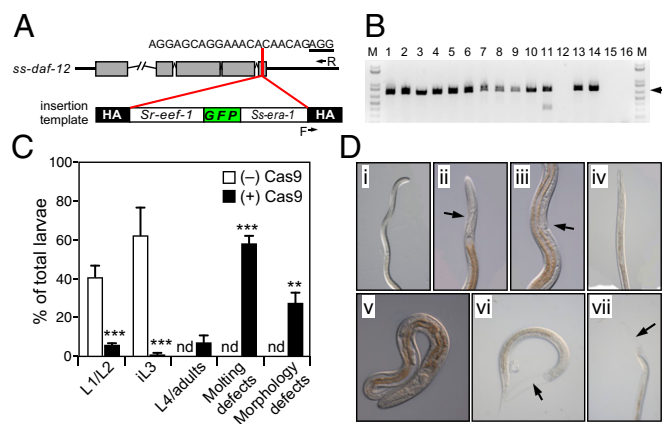 A
AGGAGCAGGAAACACAACAGAGG
R
ss-daf-12
insertion template
HA Sr-eef-1 GFP Ss-era-1 HA
F
B
M 1 2 3 4 5 6 7 8 9 10 11 12 13 14 15 16 M
C
% of total larvae
100
80
60
40
20
0
(–) Cas9
(+) Cas9
***
***
nd
nd
***
nd
**
L1/L2
iL3
L4/adults
Molting defects
Morphology defects
D
i
ii
iii
iv
v
vi
vii